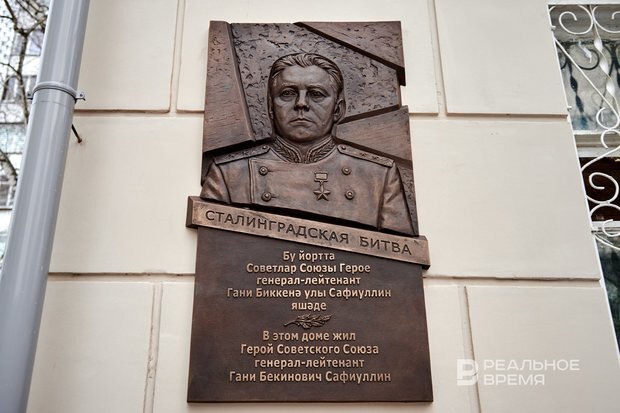 СТАЛИНГРАДСКАЯ БИТВА
Бу йортта
Советлар Союзы Герое
генерал-лейтенант
Гани Биккенә улы Сафиуллин
яшәде
В этом доме жил
Герой Советского Союза
генерал-лейтенант
Гани Бекинович Сафиуллин
РЕАЛЬНОЕ
ВРЕМЯ